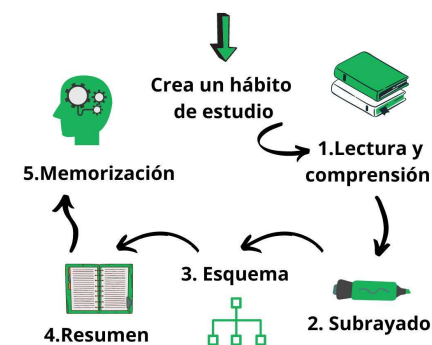 Crea un hábito
de estudio
1.Lectura y
comprensión
2. Subrayado
3. Esquema
4.Resumen
5.Memorización